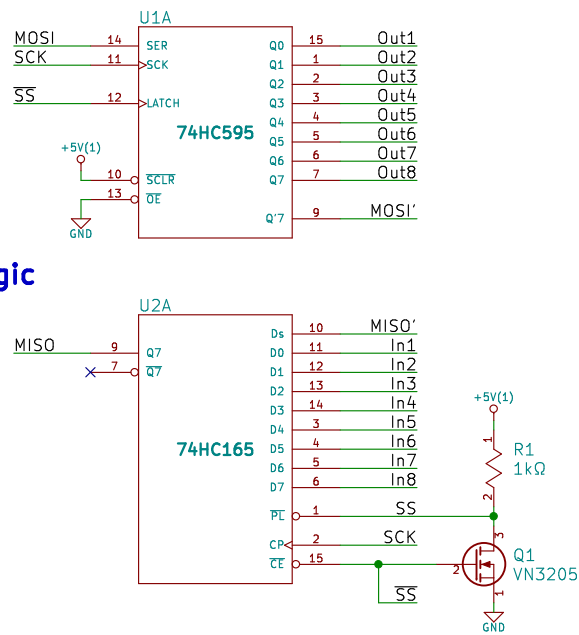 U1A
MOSI 14 SER Q0 15 Out1
SCK 11 SCK Q1 1 Out2
Q2 2 Out3
SS 12 LATCH Q3 3 Out4
Q4 4 Out5
74HC595
Q5 5 Out6
+5V(1)
Q6 6 Out7
10 SCLR Q7 7 Out8
13 OE
Q'7 9 MOSI'
GND
gic
U2A
Ds 10 MISO'
MISO 9 Q7 D0 11 In1
7 Q7 D1 12 In2
D2 13 In3
D3 14 In4
D4 3 In5
74HC165
D5 4 In6
D6 5 In7
D7 6 In8
PL 1 SS
CP 2 SCK
CE 15
SS
+5V(1)
1
R1
1kΩ
2
3
Q1
2
VN3205
1
GND